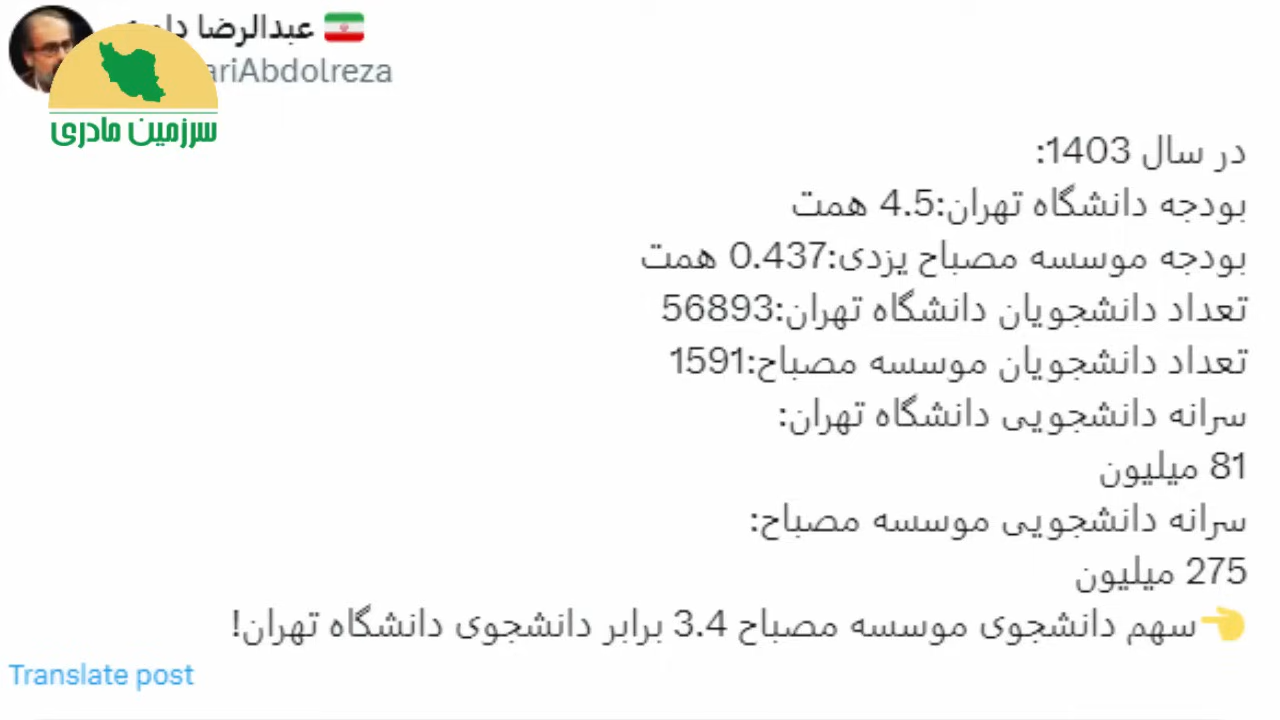 عبدالرضا
ariAbdolreza
سرزمین مادری
در سال 1403:
بودجه دانشگاه تهران:4.5 همت
بودجه موسسه مصباح یزدی:0.437 همت
تعداد دانشجویان دانشگاه تهران:56893
تعداد دانشجویان موسسه مصباح:1591
سرانه دانشجویی دانشگاه تهران:
81 میلیون
سرانه دانشجویی موسسه مصباح:
275 میلیون
👈سهم دانشجوی موسسه مصباح 3.4 برابر دانشجوی دانشگاه تهران!
Translate post